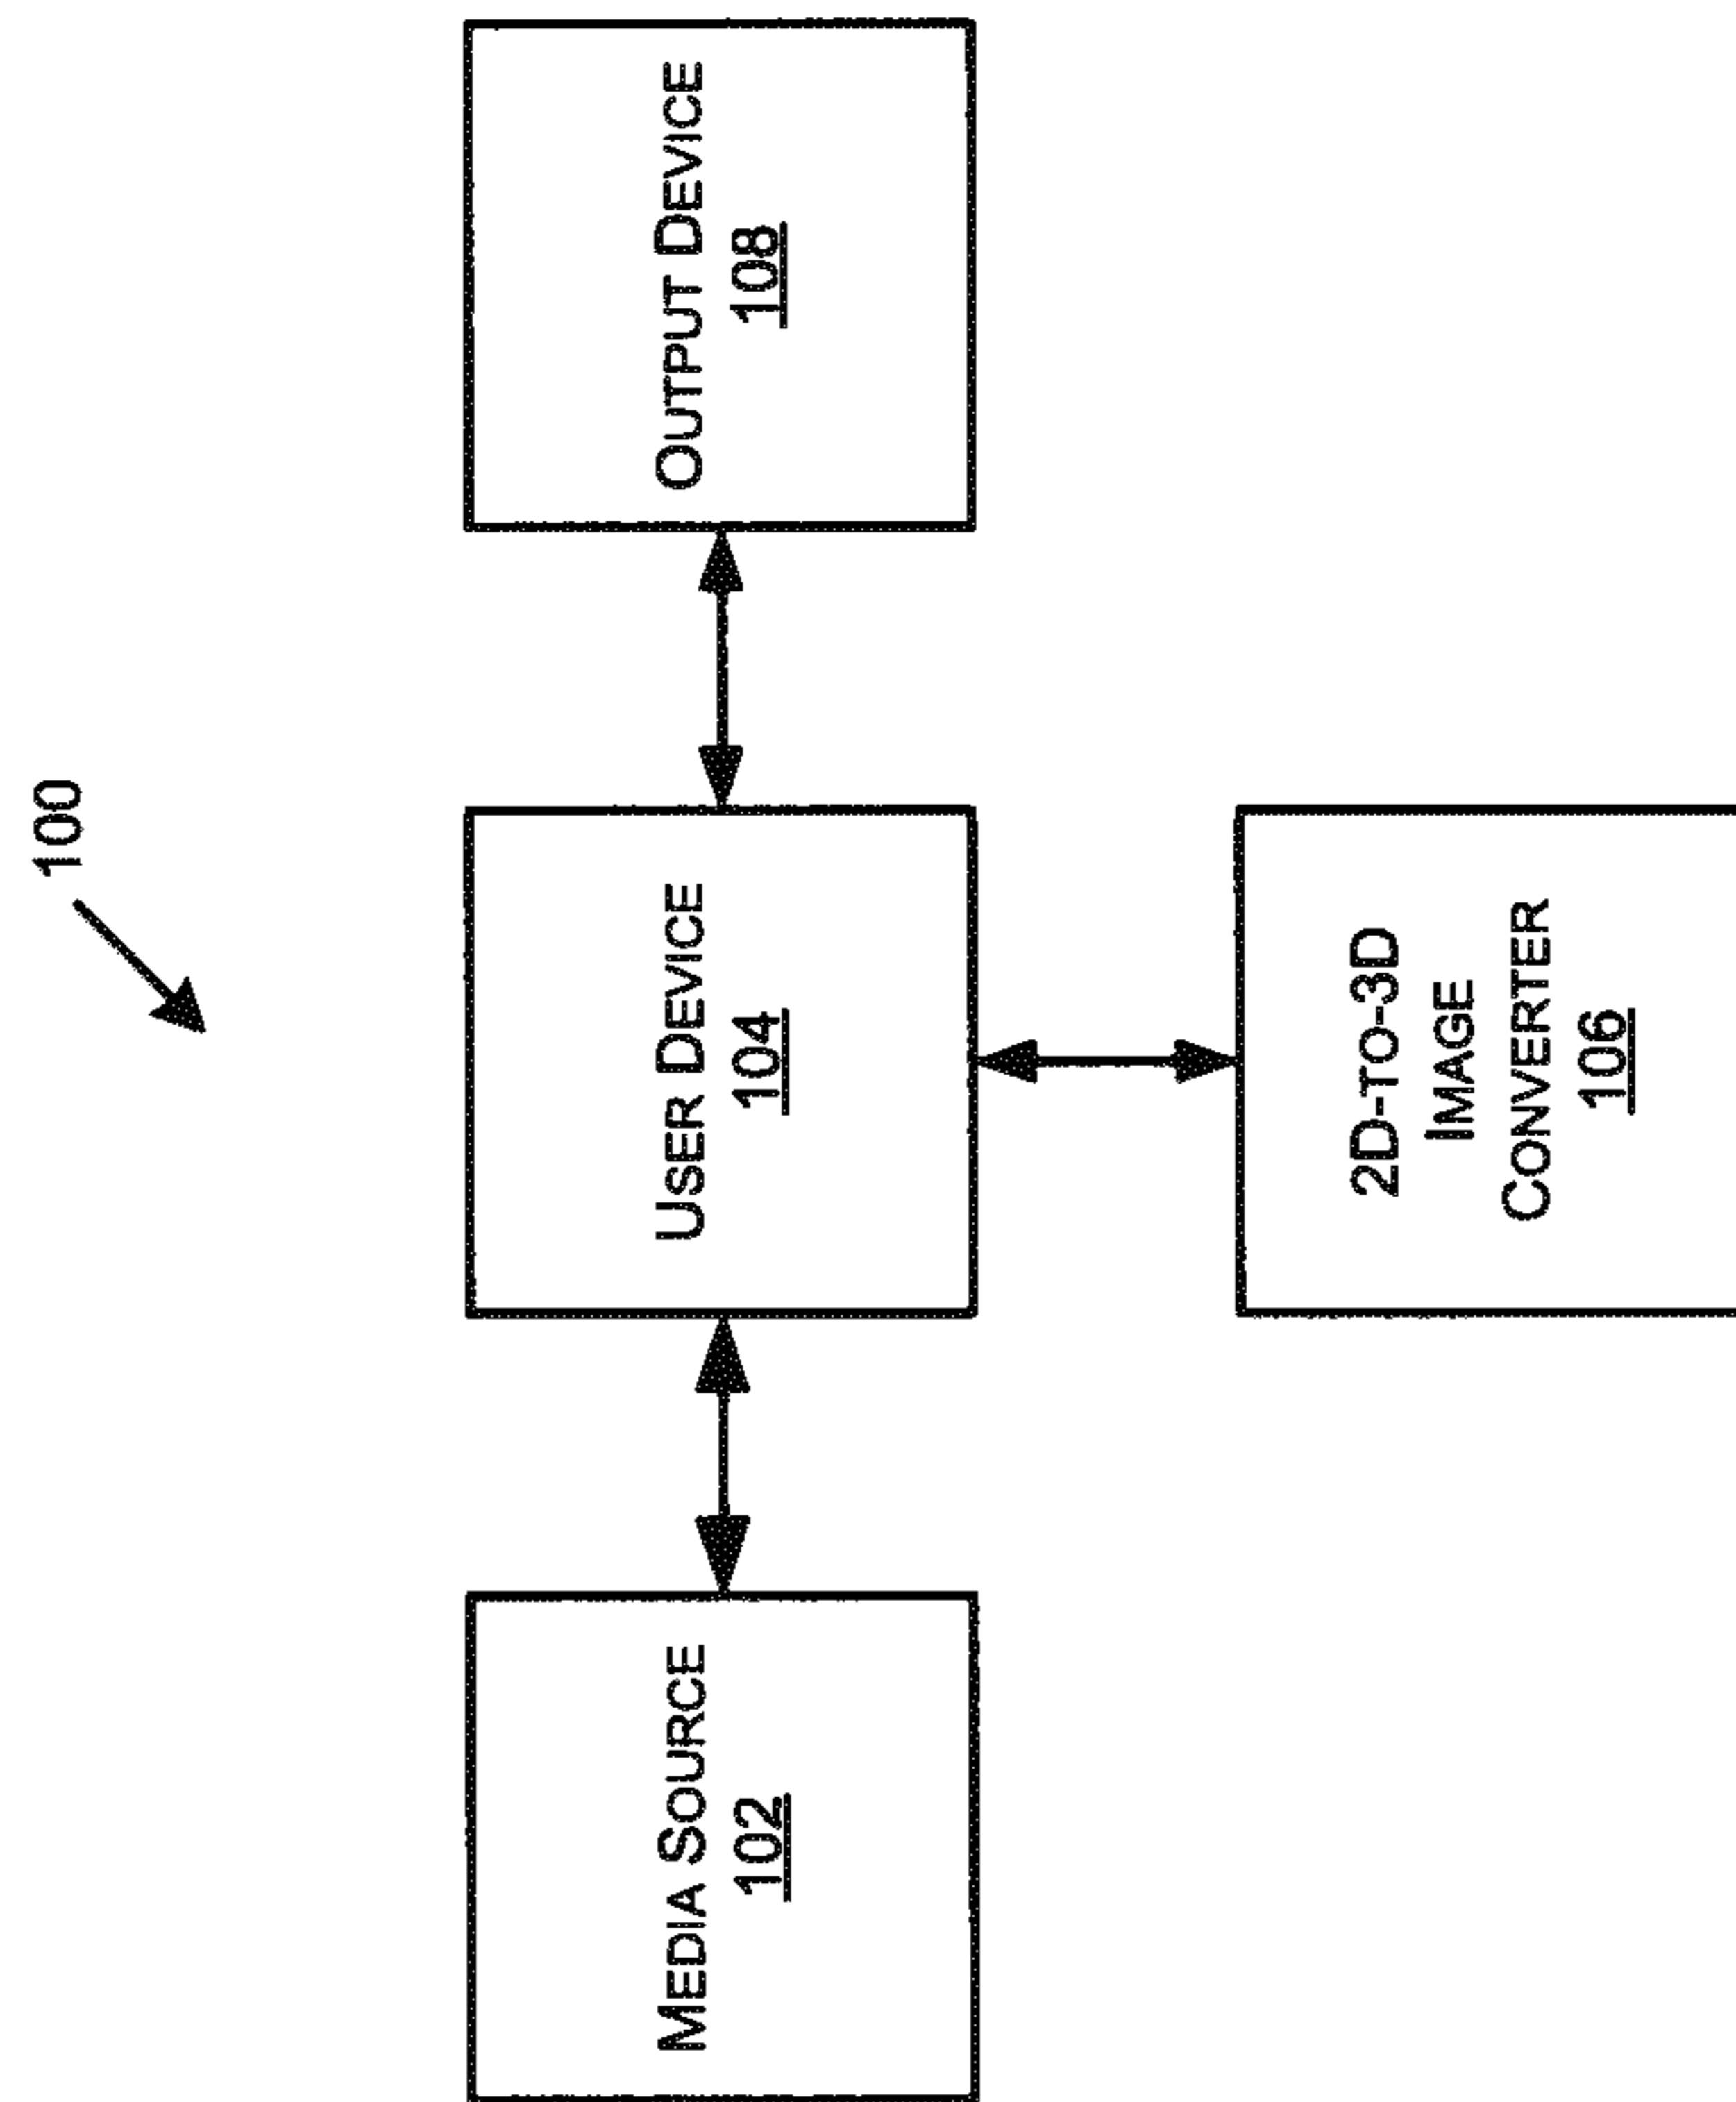 100
MEDIA SOURCE
102
USER DEVICE
104
OUTPUT DEVICE
108
2D-TO-3D
IMAGE
CONVERTER
106